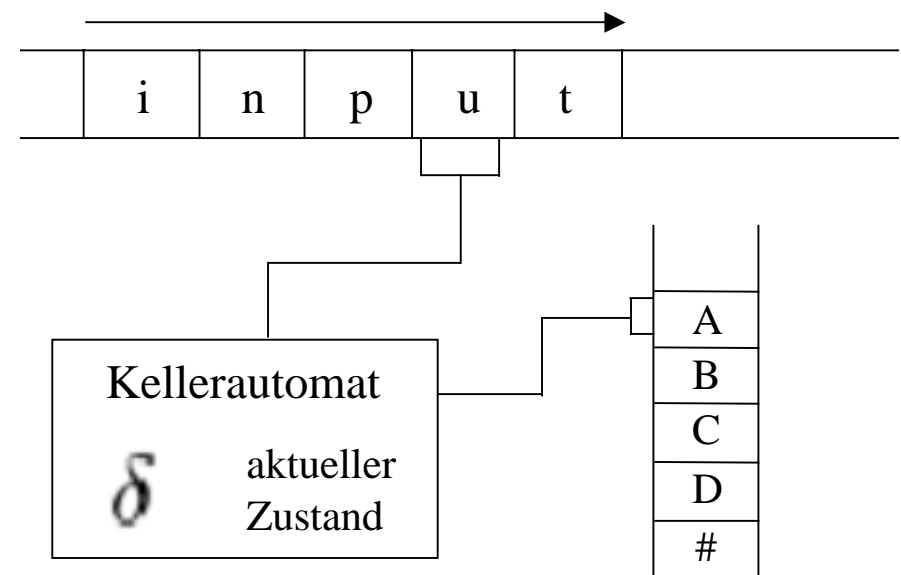 i n p u t
A
B
C
D
#
Kellerautomat
δ aktueller
Zustand